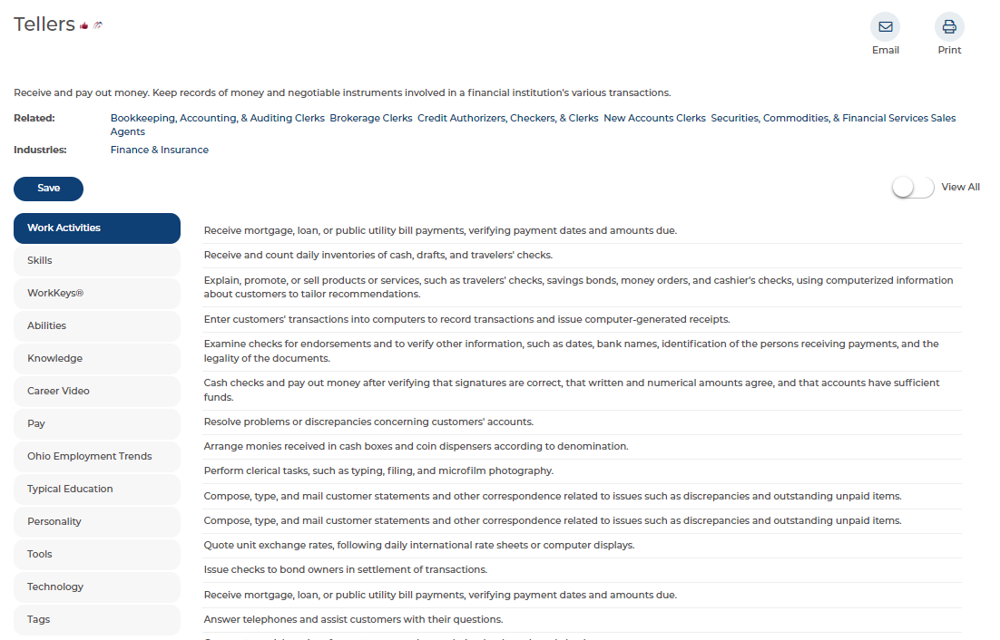 Tellers
Email
Print
Receive and pay out money. Keep records of money and negotiable instruments involved in a financial institution's various transactions.
Related:
Bookkeeping, Accounting, & Auditing Clerks Brokerage Clerks Credit Authorizers, Checkers, & Clerks New Accounts Clerks Securities, Commodities, & Financial Services Sales
Agents
Industries:
Finance & Insurance
Save
View All
Work Activities
Skills
WorkKeys®
Abilities
Knowledge
Career Video
Pay
Ohio Employment Trends
Typical Education
Personality
Tools
Technology
Tags
Receive mortgage, loan, or public utility bill payments, verifying payment dates and amounts due.
Receive and count daily inventories of cash, drafts, and travelers' checks.
Explain, promote, or sell products or services, such as travelers' checks, savings bonds, money orders, and cashier's checks, using computerized information
about customers to tailor recommendations.
Enter customers' transactions into computers to record transactions and issue computer-generated receipts.
Examine checks for endorsements and to verify other information, such as dates, bank names, identification of the persons receiving payments, and the
legality of the documents.
Cash checks and pay out money after verifying that signatures are correct, that written and numerical amounts agree, and that accounts have sufficient
funds.
Resolve problems or discrepancies concerning customers' accounts.
Arrange monies received in cash boxes and coin dispensers according to denomination.
Perform clerical tasks, such as typing, filing, and microfilm photography.
Compose, type, and mail customer statements and other correspondence related to issues such as discrepancies and outstanding unpaid items.
Compose, type, and mail customer statements and other correspondence related to issues such as discrepancies and outstanding unpaid items.
Quote unit exchange rates, following daily international rate sheets or computer displays.
Issue checks to bond owners in settlement of transactions.
Receive mortgage, loan, or public utility bill payments, verifying payment dates and amounts due.
Answer telephones and assist customers with their questions.